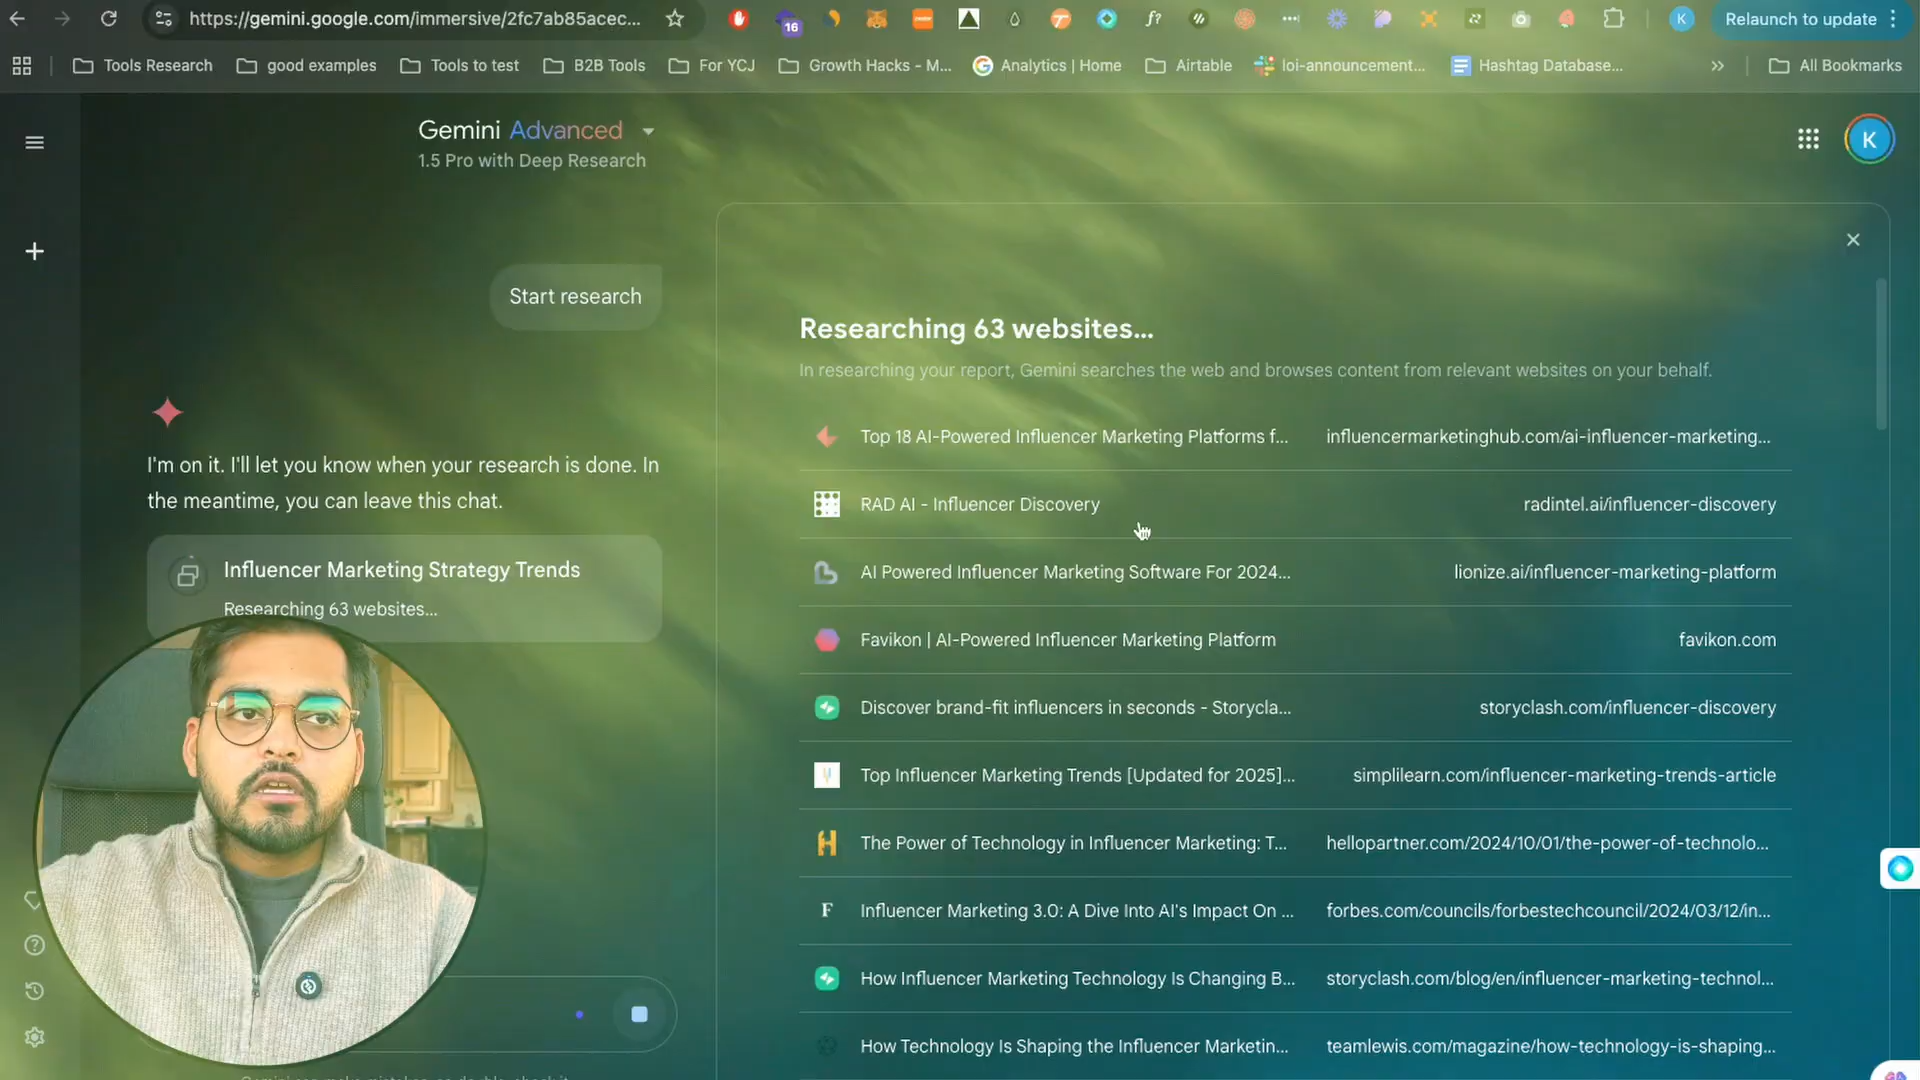 https://gemini.google.com/immersive/2fc7ab85acec...
16
f?
K
Relaunch to update
Tools Research
good examples
Tools to test
B2B Tools
For YCJ
Growth Hacks - M...
Analytics | Home
Airtable
loi-announcement...
Hashtag Database...
All Bookmarks
Gemini Advanced
1.5 Pro with Deep Research
K
Start research
I'm on it. I'll let you know when your research is done. In
the meantime, you can leave this chat.
Influencer Marketing Strategy Trends
Researching 63 websites...
Researching 63 websites...
In researching your report, Gemini searches the web and browses content from relevant websites on your behalf.
Top 18 AI-Powered Influencer Marketing Platforms f... influencermarketinghub.com/ai-influencer-marketing...
RAD AI - Influencer Discovery radintel.ai/influencer-discovery
AI Powered Influencer Marketing Software For 2024... lionize.ai/influencer-marketing-platform
Favikon | AI-Powered Influencer Marketing Platform favikon.com
Discover brand-fit influencers in seconds - Storycla... storyclash.com/influencer-discovery
Top Influencer Marketing Trends [Updated for 2025]... simplilearn.com/influencer-marketing-trends-article
The Power of Technology in Influencer Marketing: T... hellopartner.com/2024/10/01/the-power-of-technolo...
F Influencer Marketing 3.0: A Dive Into AI's Impact On ... forbes.com/councils/forbestechcouncil/2024/03/12/in...
How Influencer Marketing Technology Is Changing B... storyclash.com/blog/en/influencer-marketing-technol...
How Technology Is Shaping the Influencer Marketin... teamlewis.com/magazine/how-technology-is-shaping...